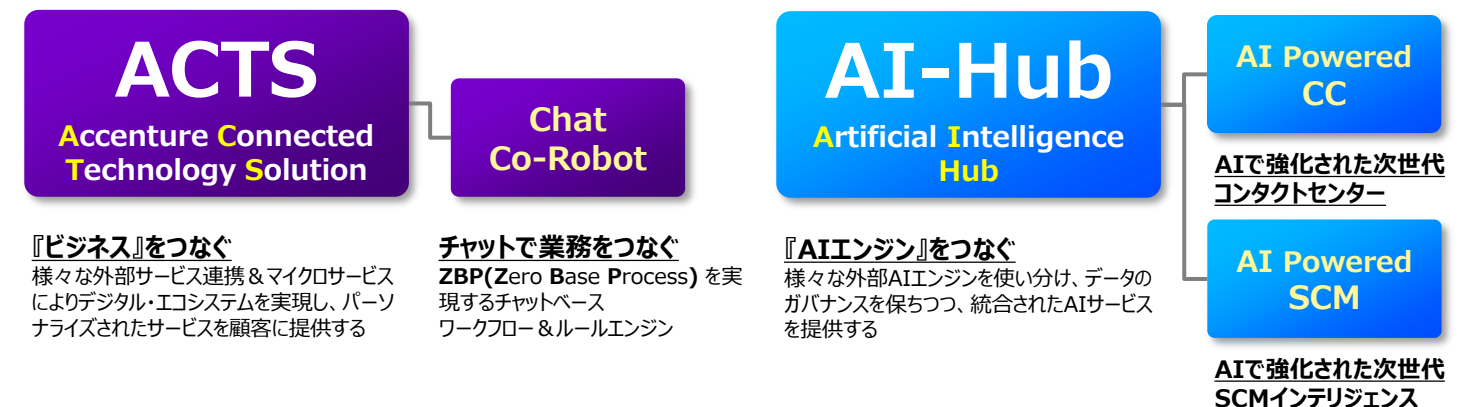 ACTS
Accenture Connected
Technology Solution
『ビジネス』をつなぐ
様々な外部サービス連携＆マイクロサービス
によりデジタル・エコシステムを実現し、パーソ
ナライズされたサービスを顧客に提供する
Chat
Co-Robot
チャットで業務をつなぐ
ZBP(Zero Base Process) を実
現するチャットベース
ワークフロー＆ルールエンジン
AI-Hub
Artificial Intelligence
Hub
『AIエンジン』をつなぐ
様々な外部AIエンジンを使い分け、データの
ガバナンスを保ちつつ、統合されたAIサービス
を提供する
AI Powered
CC
AIで強化された次世代
コンタクトセンター
AI Powered
SCM
AIで強化された次世代
SCMインテリジェンス